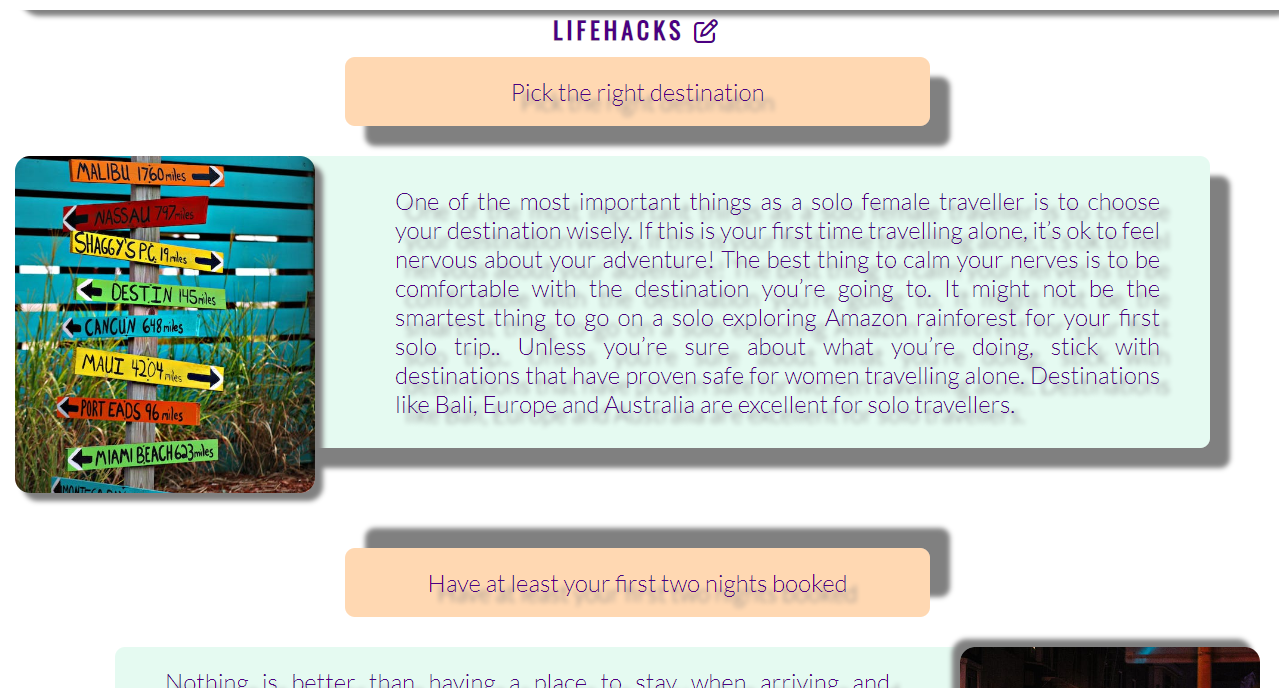 LIFEHACKS
Pick the right destination
MALIBU 1760 miles
NASSAU 747 miles
SHAGGY'S P.C. 19 miles
DESTIN 145 miles
CANCUN 648 miles
MAUI 4204 miles
PORT EADS 96 miles
MIAMI BEACH 623 miles
One of the most important things as a solo female traveller is to choose
your destination wisely. If this is your first time travelling alone, it’s ok to feel
nervous about your adventure! The best thing to calm your nerves is to be
comfortable with the destination you’re going to. It might not be the
smartest thing to go on a solo exploring Amazon rainforest for your first
solo trip.. Unless you’re sure about what you’re doing, stick with
destinations that have proven safe for women travelling alone. Destinations
like Bali, Europe and Australia are excellent for solo travellers.
Have at least your first two nights booked
Nothing is better than having a place to stay when arriving and